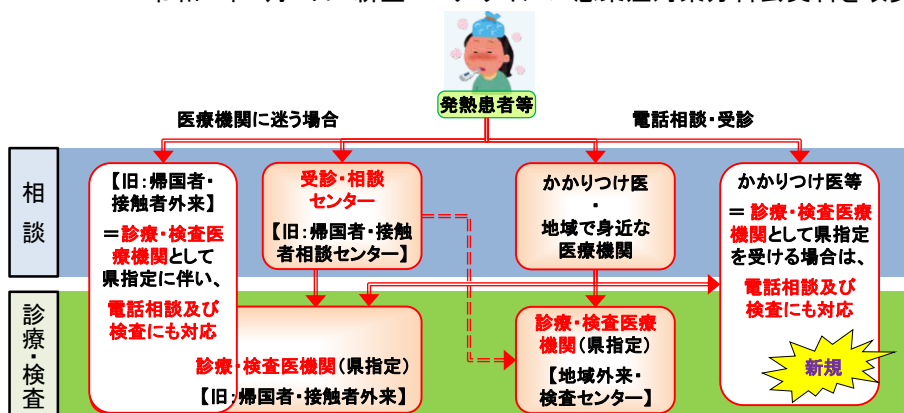 発熱患者等
医療機関に迷う場合
電話相談・受診
相談
【旧：帰国者・
接触者外来】
＝診療・検査医
療機関として
県指定に伴い、
電話相談及び
検査にも対応
受診・相談
センター
【旧：帰国者・接触
者相談センター】
かかりつけ医
・
地域で身近な
医療機関
かかりつけ医等
＝ 診療・検査医療
機関として県指定
を受ける場合は、
電話相談及び
検査にも対応
新規
診療・検査
診療・検査医機関（県指定）
【旧：帰国者・接触者外来】
診療・検査医療
機関（県指定）
【地域外来・
検査センター】